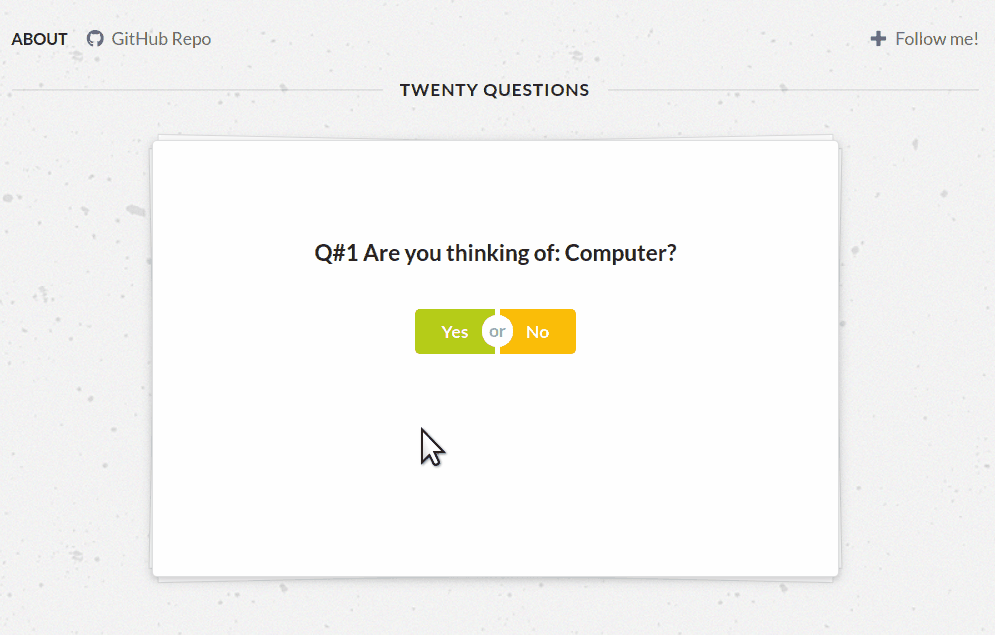 ABOUT GitHub Repo Follow me!
TWENTY QUESTIONS
Q#1 Are you thinking of: Computer?
Yes or No